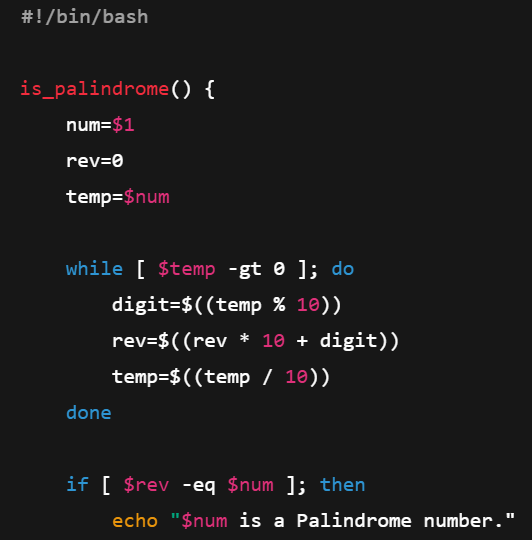 #!/bin/bash
is_palindrome() {
    num=$1
    rev=0
    temp=$num
    while [ $temp -gt 0 ]; do
        digit=$((temp % 10))
        rev=$((rev * 10 + digit))
        temp=$((temp / 10))
    done
    if [ $rev -eq $num ]; then
        echo "$num is a Palindrome number."